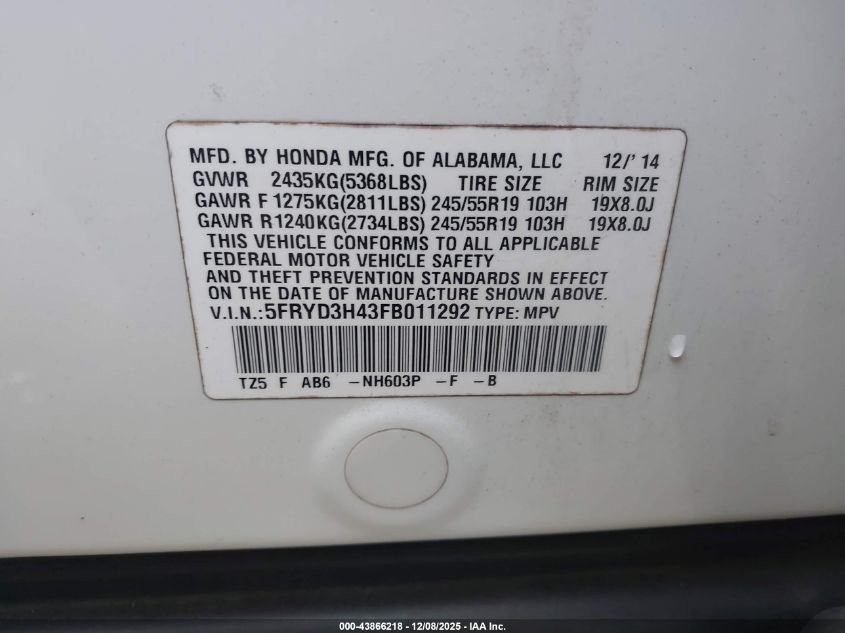 MFD. BY HONDA MFG. OF ALABAMA, LLC 12/' 14
GVWR 2435KG(5368LBS) TIRE SIZE RIM SIZE
GAWR F 1275KG(2811LBS) 245/55R19 103H 19X8.0J
GAWR R1240KG(2734LBS) 245/55R19 103H 19X8.0J
THIS VEHICLE CONFORMS TO ALL APPLICABLE
FEDERAL MOTOR VEHICLE SAFETY
AND THEFT PREVENTION STANDARDS IN EFFECT
ON THE DATE OF MANUFACTURE SHOWN ABOVE.
V.I.N.:5FRYD3H43FB011292 TYPE: MPV
TZ5 F AB6 -NH603P -F -B
000-43866218 - 12/08/2025 - IAA Inc.